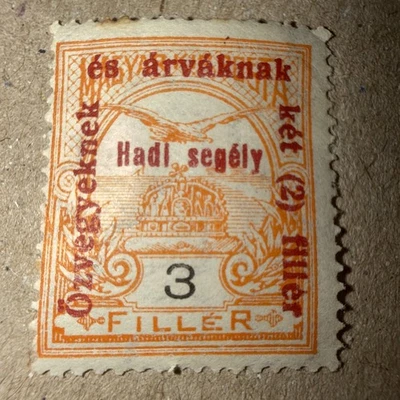 Özvegyeknek
és árváknak
két (2) fillér
Hadi segély
3
FILLÉR